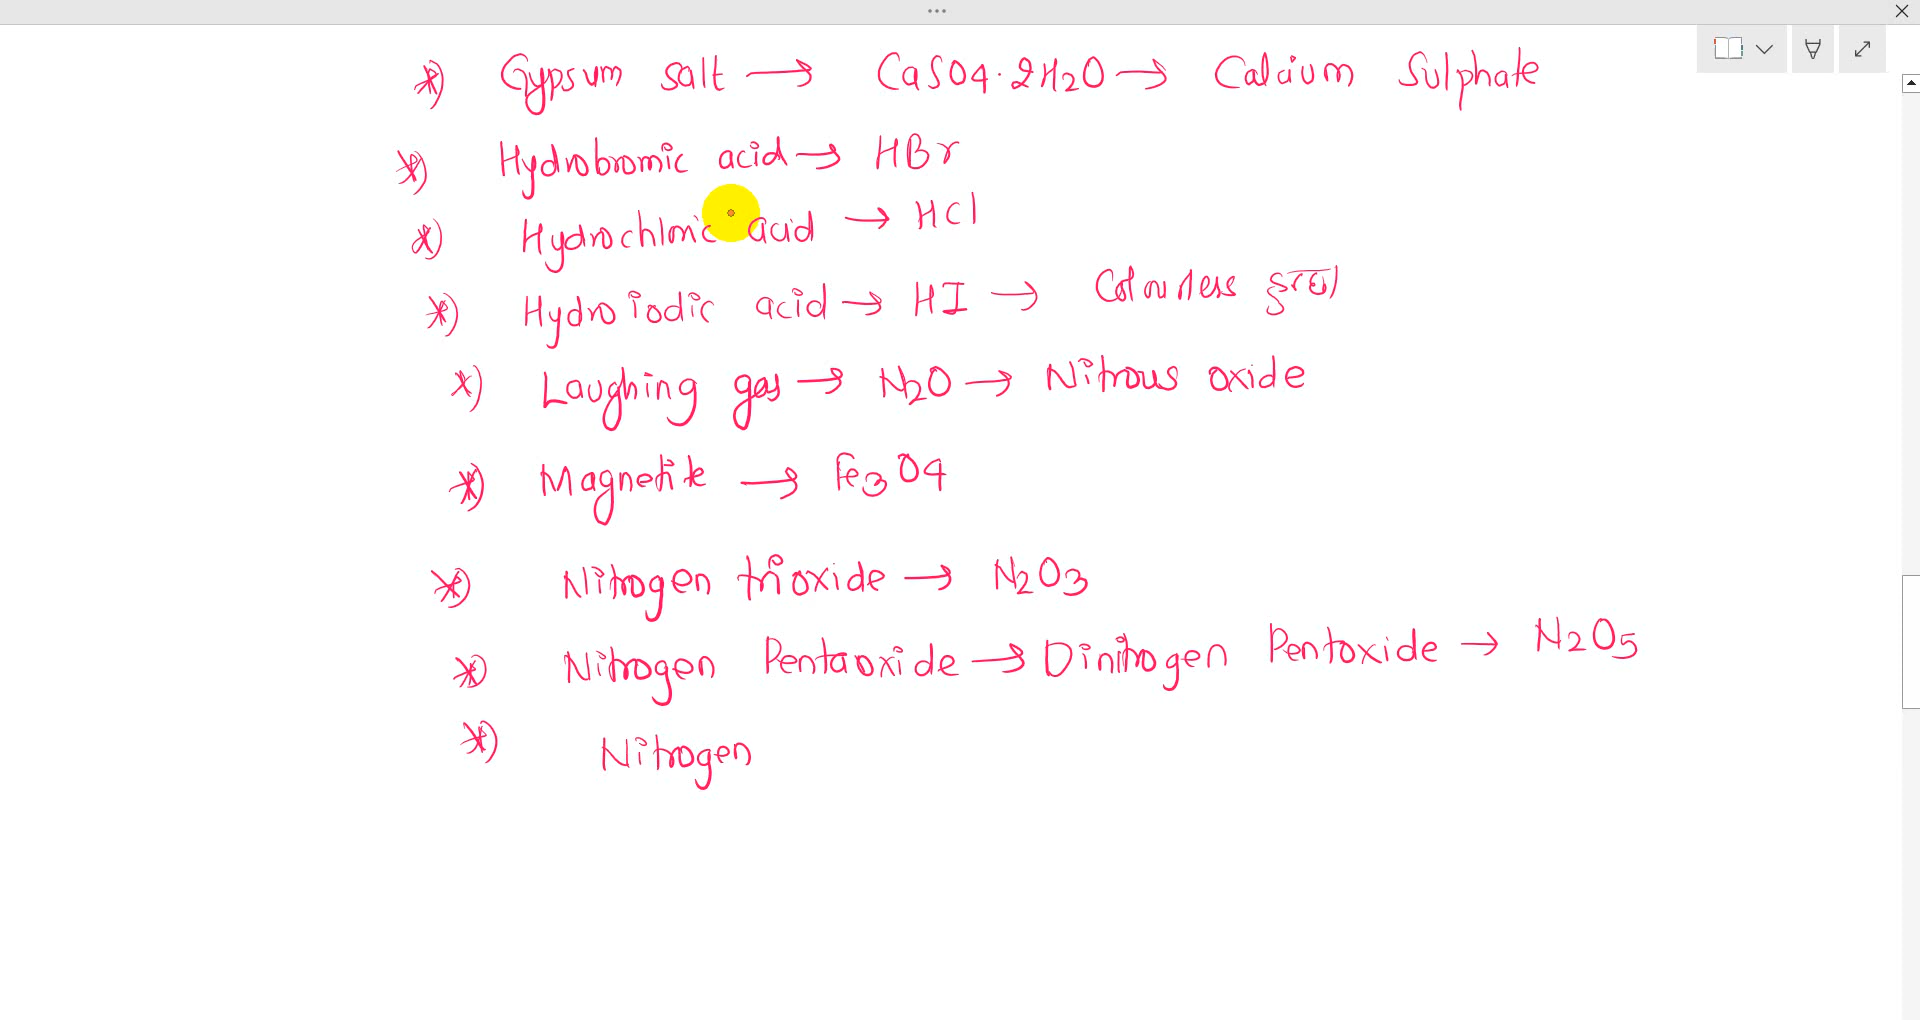 *) Gypsum salt → CaSO4·2H2O → Calcium Sulphate
*) Hydrobromic acid → HBr
*) Hydrochloric acid → HCl
*) Hydroiodic acid → HI → Colourless
*) Laughing gas → N2O → Nitrous oxide
*) Magnetite → Fe3O4
*) Nitrogen trioxide → N2O3
*) Nitrogen Pentaoxide → Dinitrogen Pentoxide → N2O5
*) Nitrogen